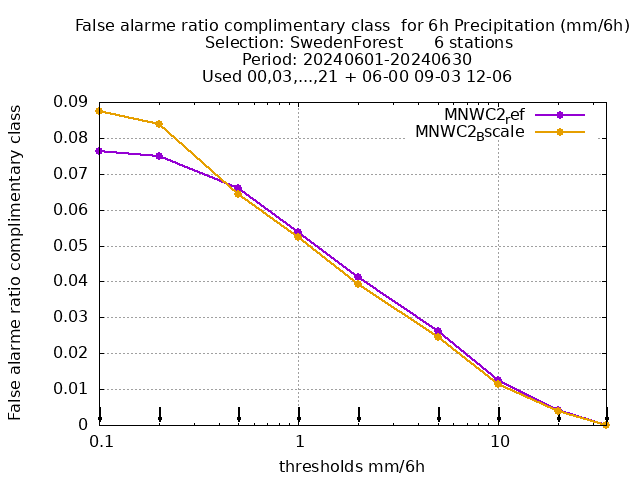 False alarme ratio complimentary class  for 6h Precipitation (mm/6h)
Selection: SwedenForest      6 stations
Period: 20240601-20240630
Used 00,03,...,21 + 06-00 09-03 12-06
MNWC2ref
MNWC2Bscale
False alarme ratio complimentary class
0.09
0.08
0.07
0.06
0.05
0.04
0.03
0.02
0.01
0
0.1
1
10
thresholds mm/6h